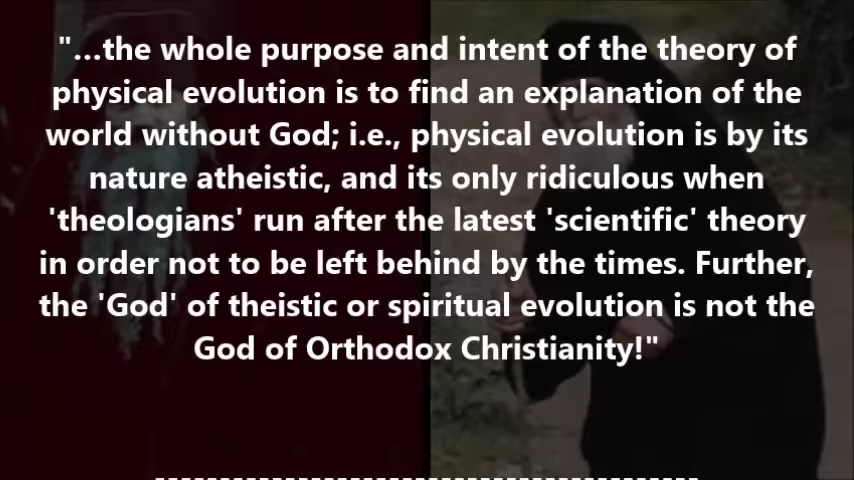 "...the whole purpose and intent of the theory of
physical evolution is to find an explanation of the
world without God; i.e., physical evolution is by its
nature atheistic, and its only ridiculous when
'theologians' run after the latest 'scientific' theory
in order not to be left behind by the times. Further,
the 'God' of theistic or spiritual evolution is not the
God of Orthodox Christianity!"